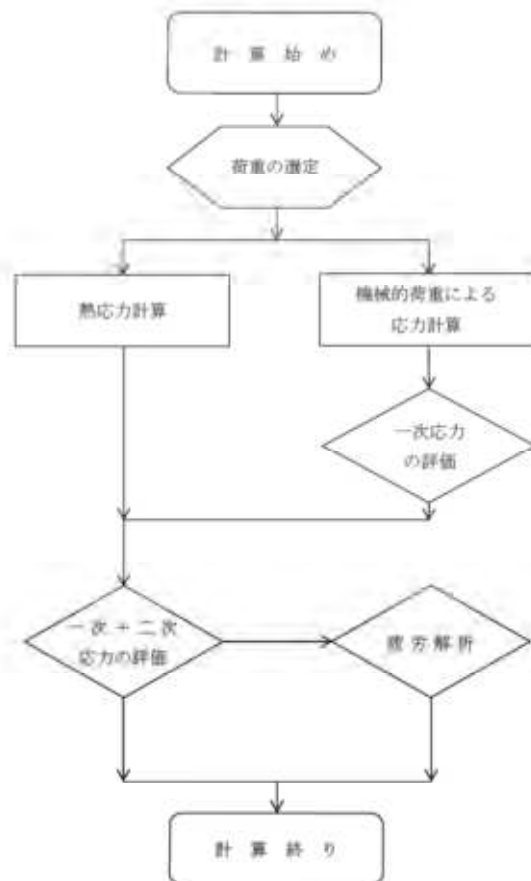 計算始め
荷重の選定
熱応力計算
機械的荷重による
応力計算
一次応力
の評価
一次+二次
応力の評価
疲労解析
計算終り